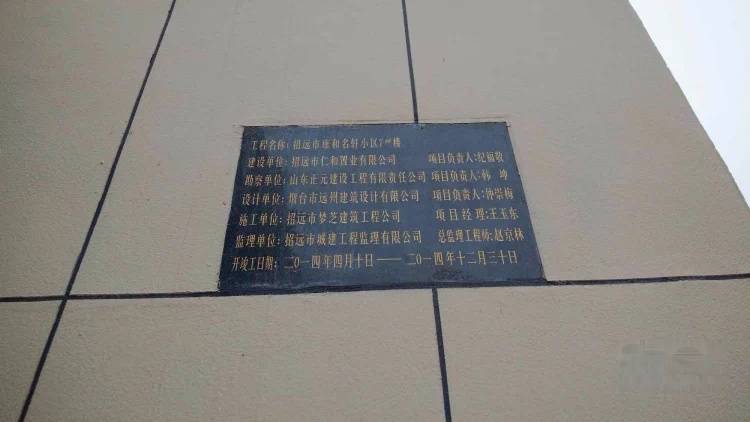 工程名称:招远市康和名轩小区7#楼
建设单位:招远市仁和置业有限公司 项目负责人:纪福敬
勘察单位:山东正元建设工程有限责任公司 项目负责人:韩 坤
设计单位:烟台市远州建筑设计有限公司 项目负责人:孙崇梅
施工单位:招远市梦芝建筑工程公司 项目经理:王玉东
监理单位:招远市城建工程监理有限公司 总监理工程师:赵京林
开竣工日期:二〇一四年四月十日——二〇一四年十二月三十日